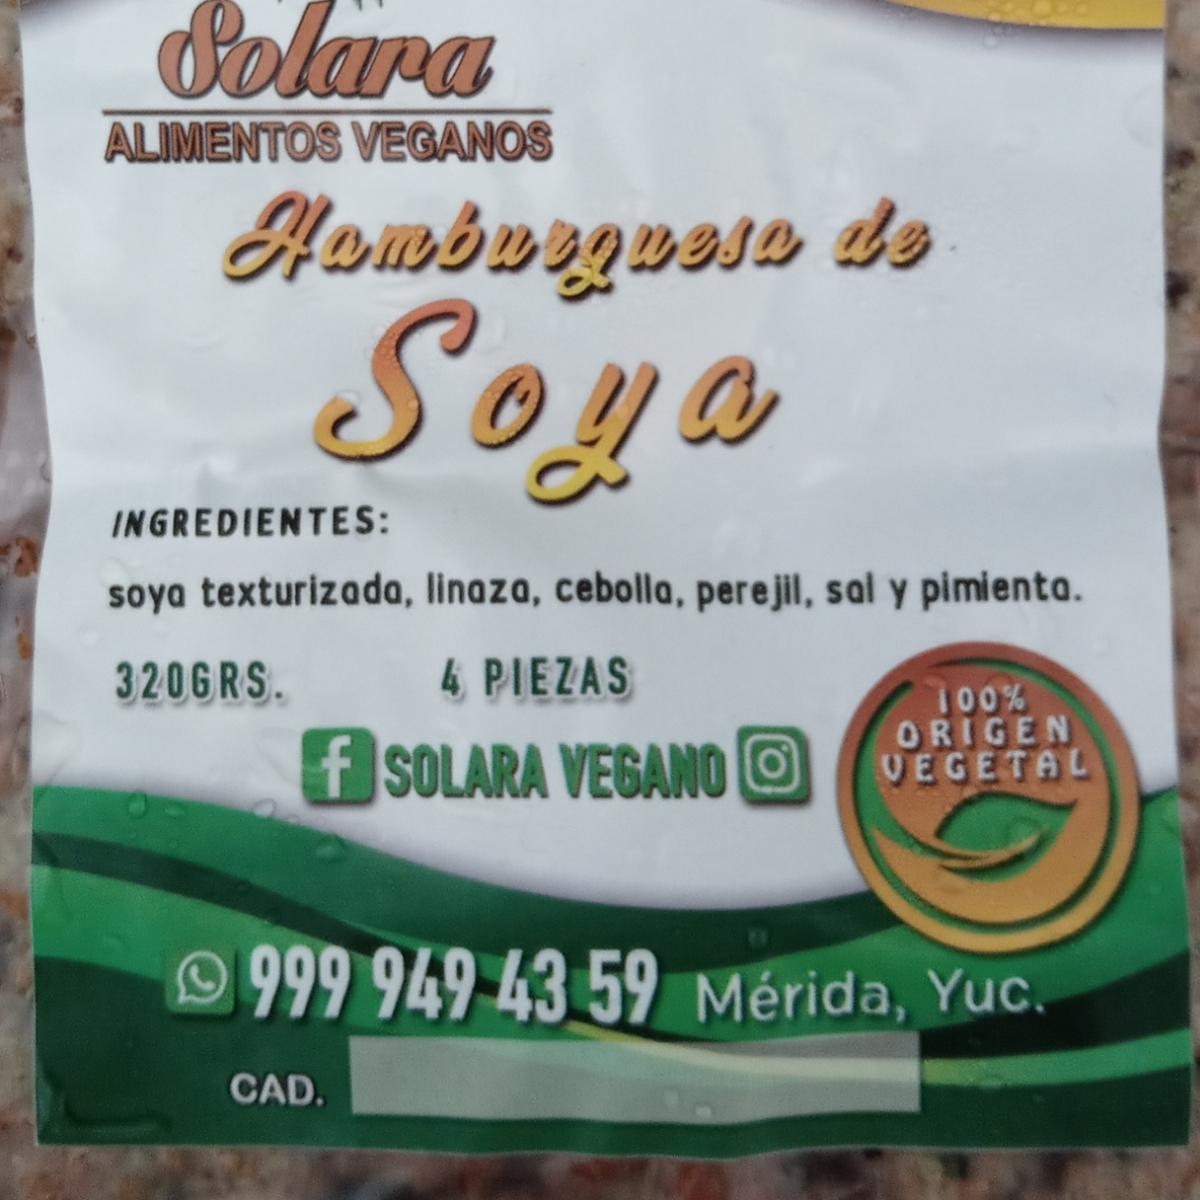 Solara
ALIMENTOS VEGANOS
Hamburguesa de
Soya
INGREDIENTES:
soya texturizada, linaza, cebolla, perejil, sal y pimienta.
320GRS. 4 PIEZAS
SOLARA VEGANO
100%
ORIGEN
VEGETAL
999 949 43 59 Mérida, Yuc.
CAD.